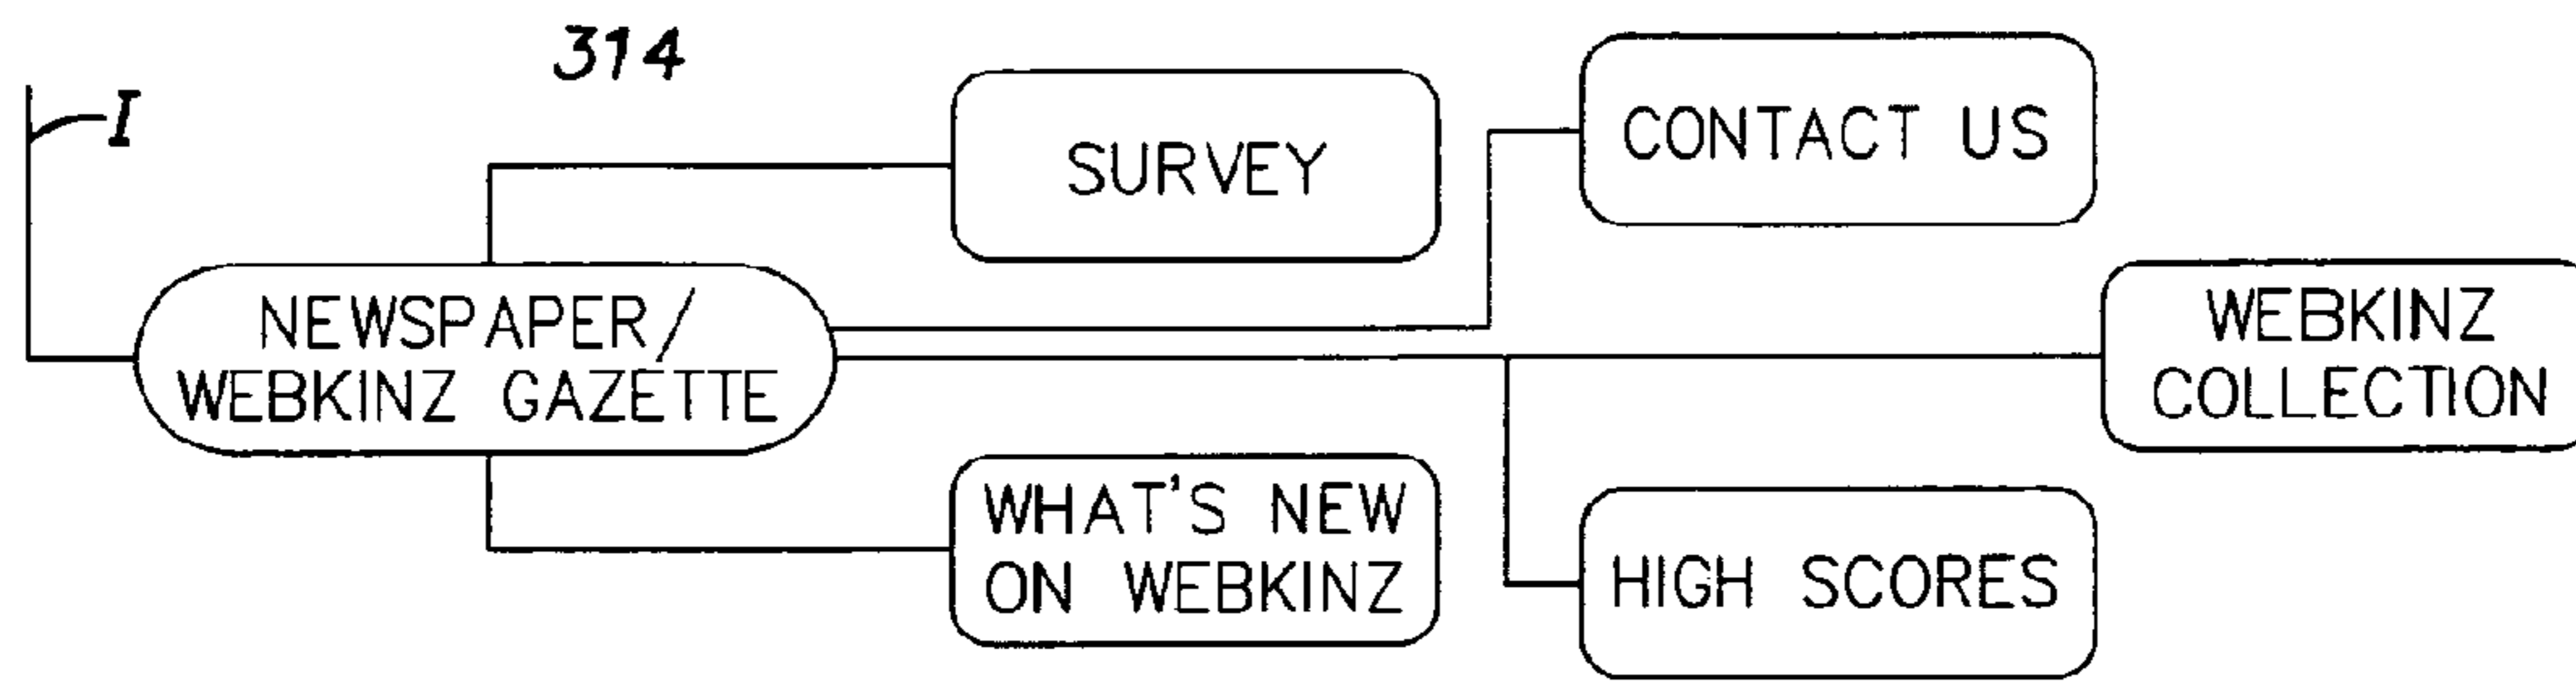 314
I
SURVEY
CONTACT US
NEWSPAPER/
WEBKINZ GAZETTE
WEBKINZ
COLLECTION
WHAT'S NEW
ON WEBKINZ
HIGH SCORES